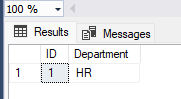 100 %
Results Messages
ID Department
1 1 HR